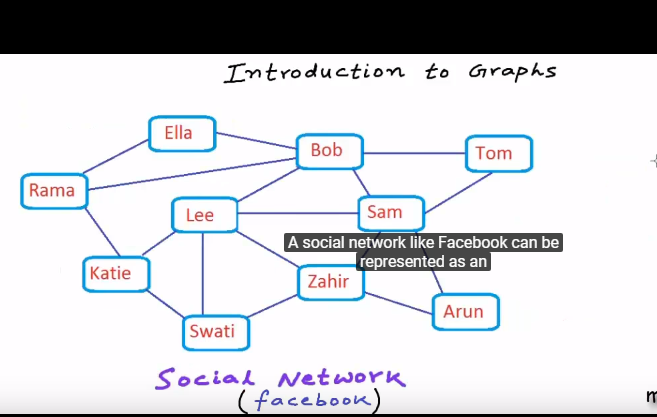 Introduction to Graphs
Ella
Bob
Tom
Rama
Lee
Sam
A social network like Facebook can be
represented as an
Katie
Zahir
Arun
Swati
Social Network
(facebook)